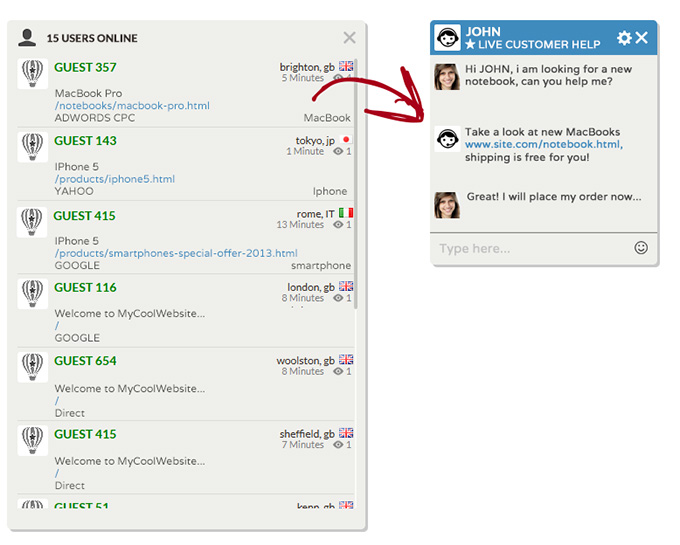 15 USERS ONLINE
GUEST 357
brighton, gb
5 Minutes
MacBook Pro
/notebooks/macbook-pro.html
ADWORDS CPC
MacBook
GUEST 143
tokyo, jp
1 Minute 1
IPhone 5
/products/iphone5.html
YAHOO
Iphone
GUEST 415
rome, IT
13 Minutes 1
IPhone 5
/products/smartphones-special-offer-2013.html
GOOGLE
smartphone
GUEST 116
london, gb
8 Minutes 1
Welcome to MyCoolWebsite...
/
GOOGLE
GUEST 654
woolston, gb
8 Minutes 1
Welcome to MyCoolWebsite...
/
Direct
GUEST 415
sheffield, gb
7 Minutes 1
Welcome to MyCoolWebsite...
/
Direct
GUEST 51
JOHN
LIVE CUSTOMER HELP
Hi JOHN, i am looking for a new
notebook, can you help me?
Take a look at new MacBooks
www.site.com/notebook.html,
shipping is free for you!
Great! I will place my order now...
Type here...